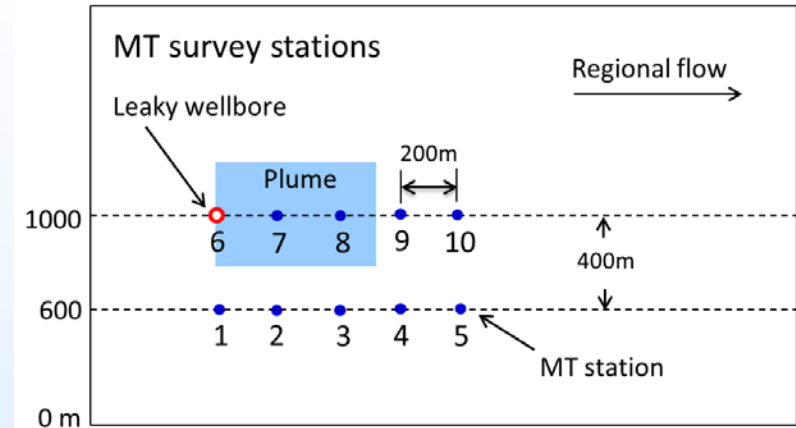 MT survey stations
Regional flow
Leaky wellbore
200m
Plume
1000
6 7 8 9 10
400m
600
1 2 3 4 5
MT station
0 m